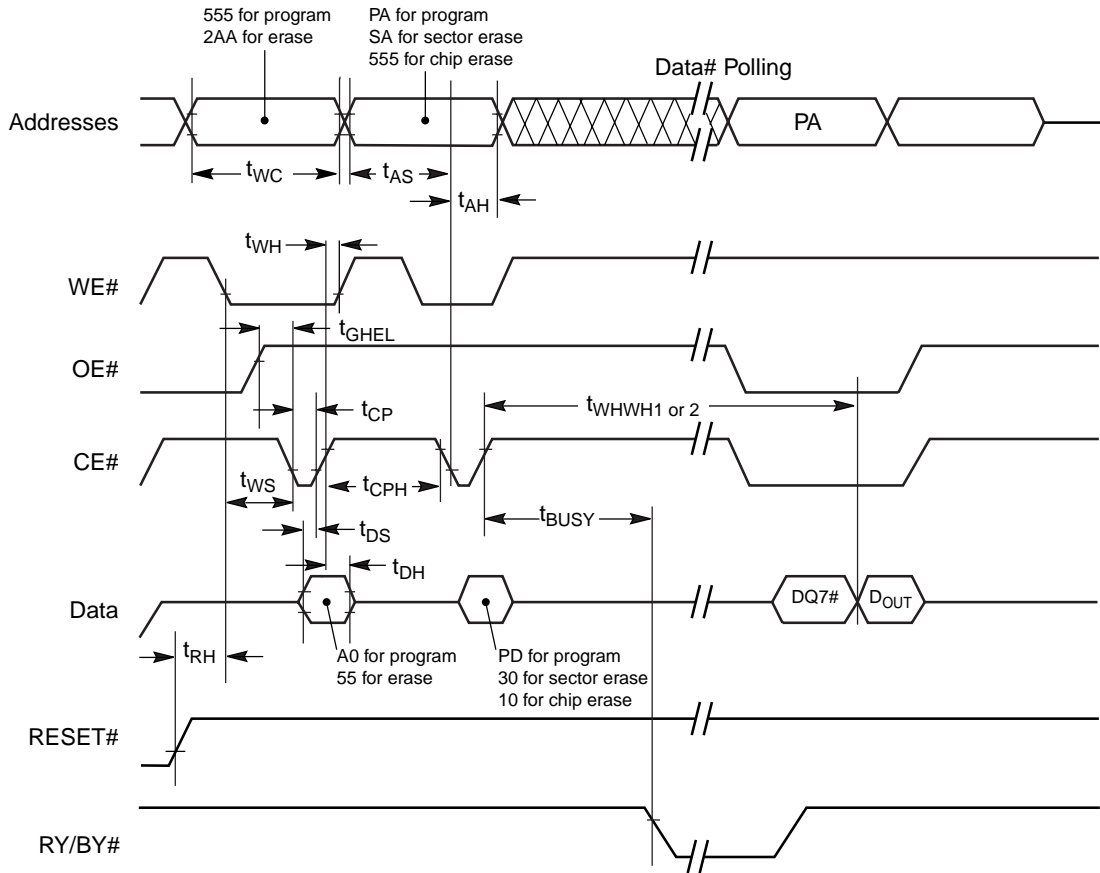 555 for program
2AA for erase
PA for program
SA for sector erase
555 for chip erase
Data# Polling
Addresses
PA
tWC
tAS
tAH
tWH
WE#
tGHEL
OE#
tWHWH1 or 2
tCP
CE#
tWS
tCPH
tBUSY
tDS
tDH
Data
DQ7#
DOUT
tRH
A0 for program
55 for erase
PD for program
30 for sector erase
10 for chip erase
RESET#
RY/BY#